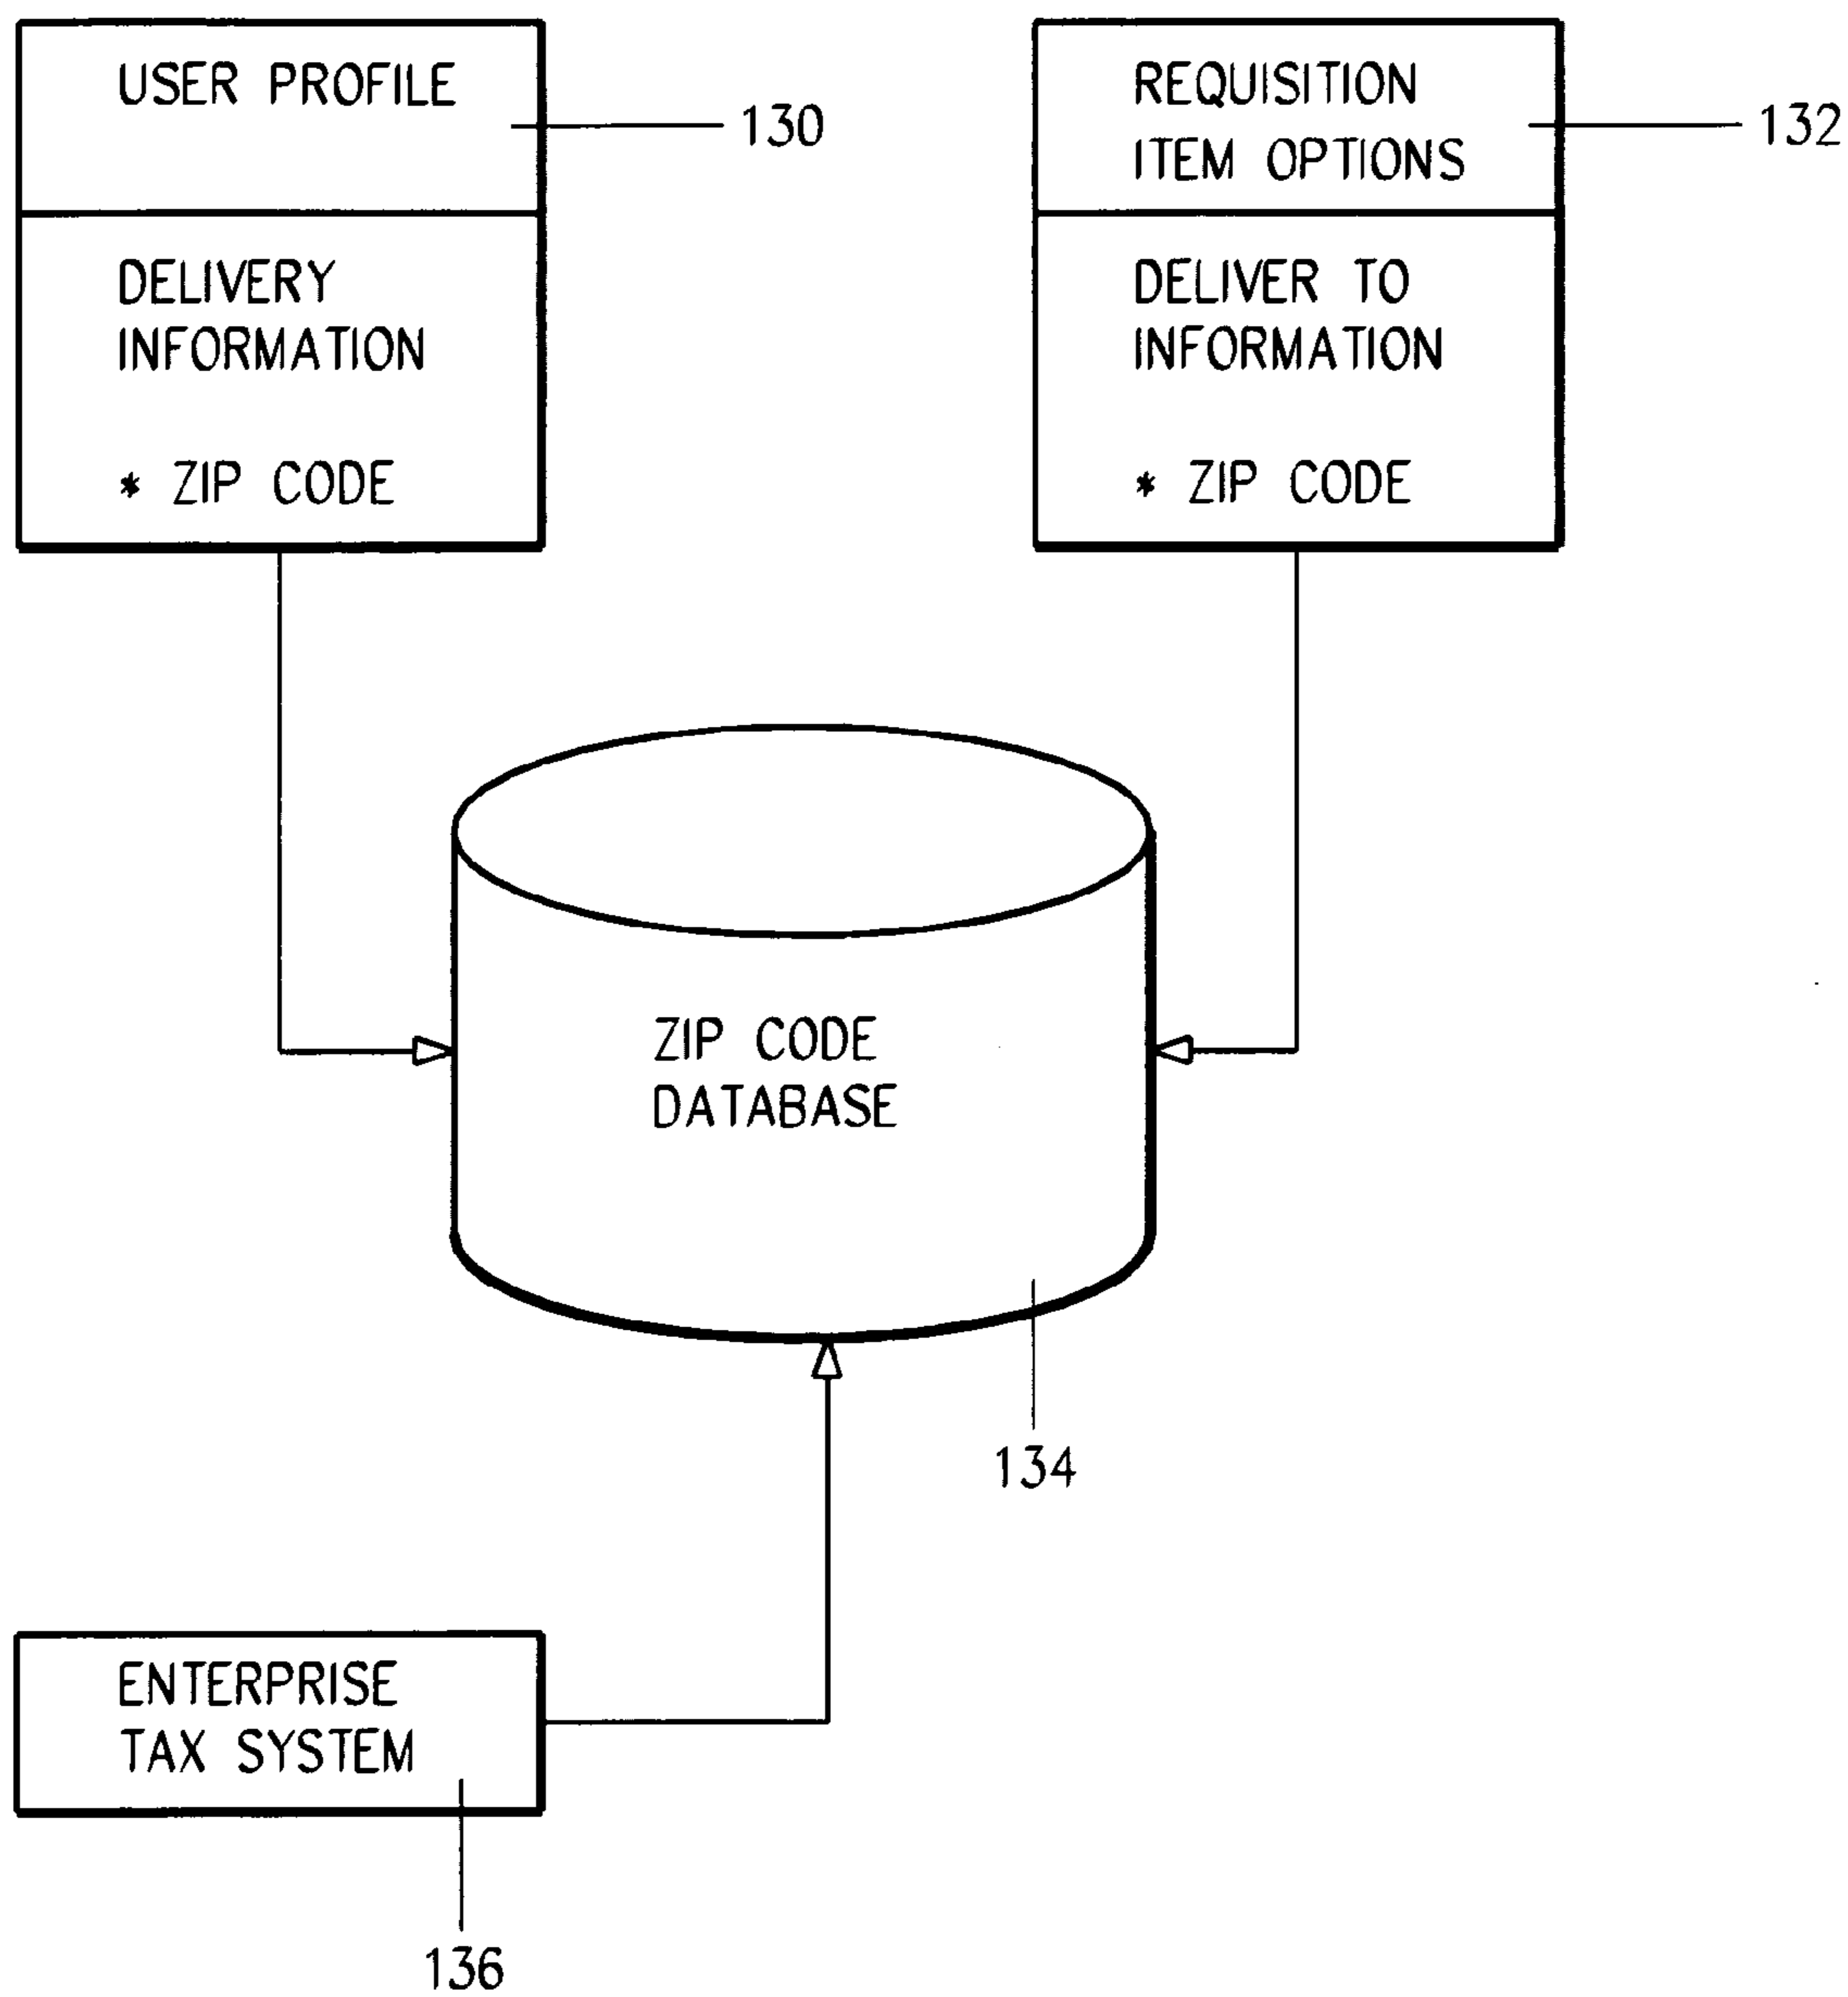 USER PROFILE
130
DELIVERY
INFORMATION
* ZIP CODE
REQUISITION
ITEM OPTIONS
132
DELIVER TO
INFORMATION
* ZIP CODE
ZIP CODE
DATABASE
134
ENTERPRISE
TAX SYSTEM
136